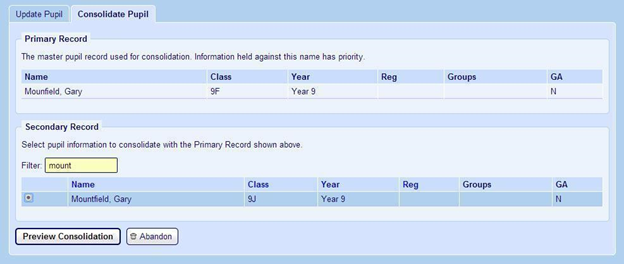 Update Pupil Consolidate Pupil
Primary Record
The master pupil record used for consolidation. Information held against this name has priority.
Name Class Year Reg Groups GA
Mounfield, Gary 9F Year 9 N
Secondary Record
Select pupil information to consolidate with the Primary Record shown above.
Filter: mount
Name Class Year Reg Groups GA
Mountfield, Gary 9J Year 9 N
Preview Consolidation Abandon